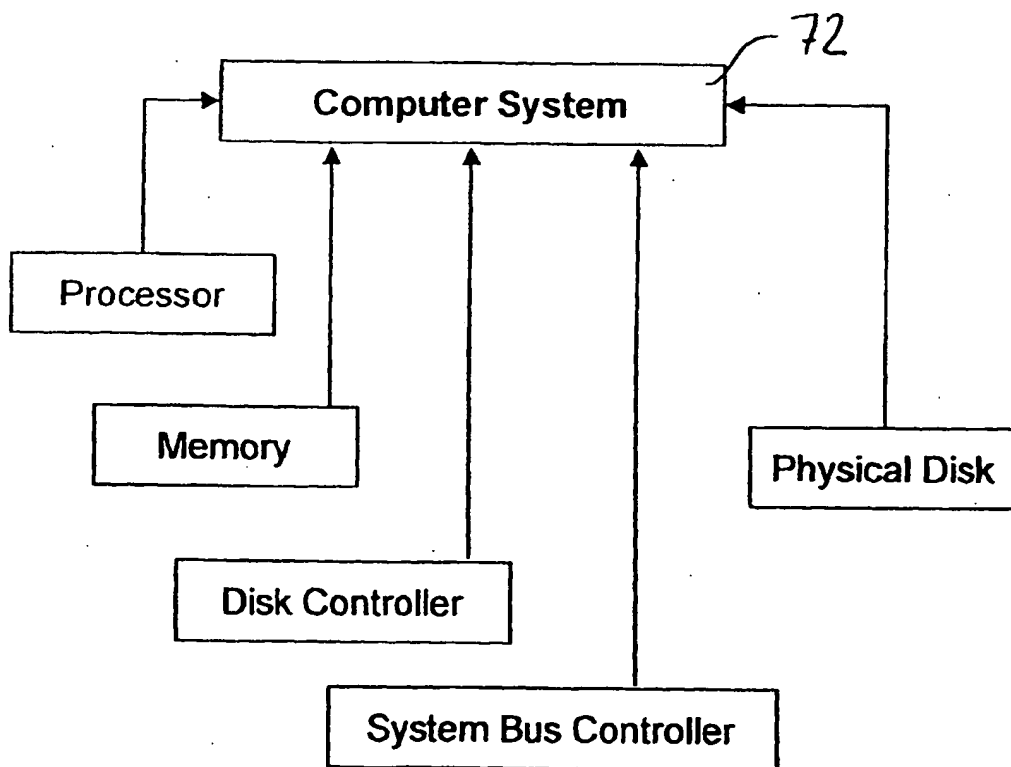 72
Computer System
Processor
Memory
Physical Disk
Disk Controller
System Bus Controller